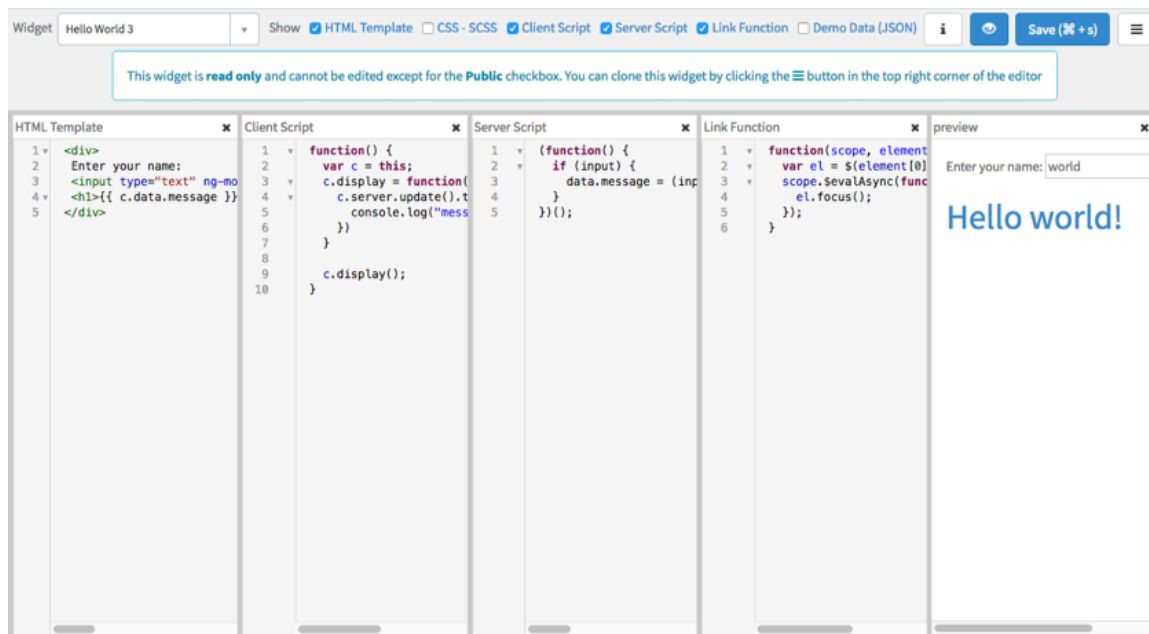 Widget Hello World 3 Show HTML Template CSS - SCSS Client Script Server Script Link Function Demo Data (JSON) i Save (⌘ + s)
This widget is read only and cannot be edited except for the Public checkbox. You can clone this widget by clicking the ☰ button in the top right corner of the editor
HTML Template
1 <div>
2 Enter your name:
3 <input type="text" ng-mo
4 <h1>{{ c.data.message }}
5 </div>
Client Script
1 function() {
2 var c = this;
3 c.display = function(
4 c.server.update().t
5 console.log("mess
6 })
7 }
8
9 c.display();
10 }
Server Script
1 (function() {
2 if (input) {
3 data.message = (inp
4 }
5 })();
Link Function
1 function(scope, element
2 var el = $(element[0]
3 scope.$evalAsync(func
4 el.focus();
5 });
6 }
preview
Enter your name: world
Hello world!